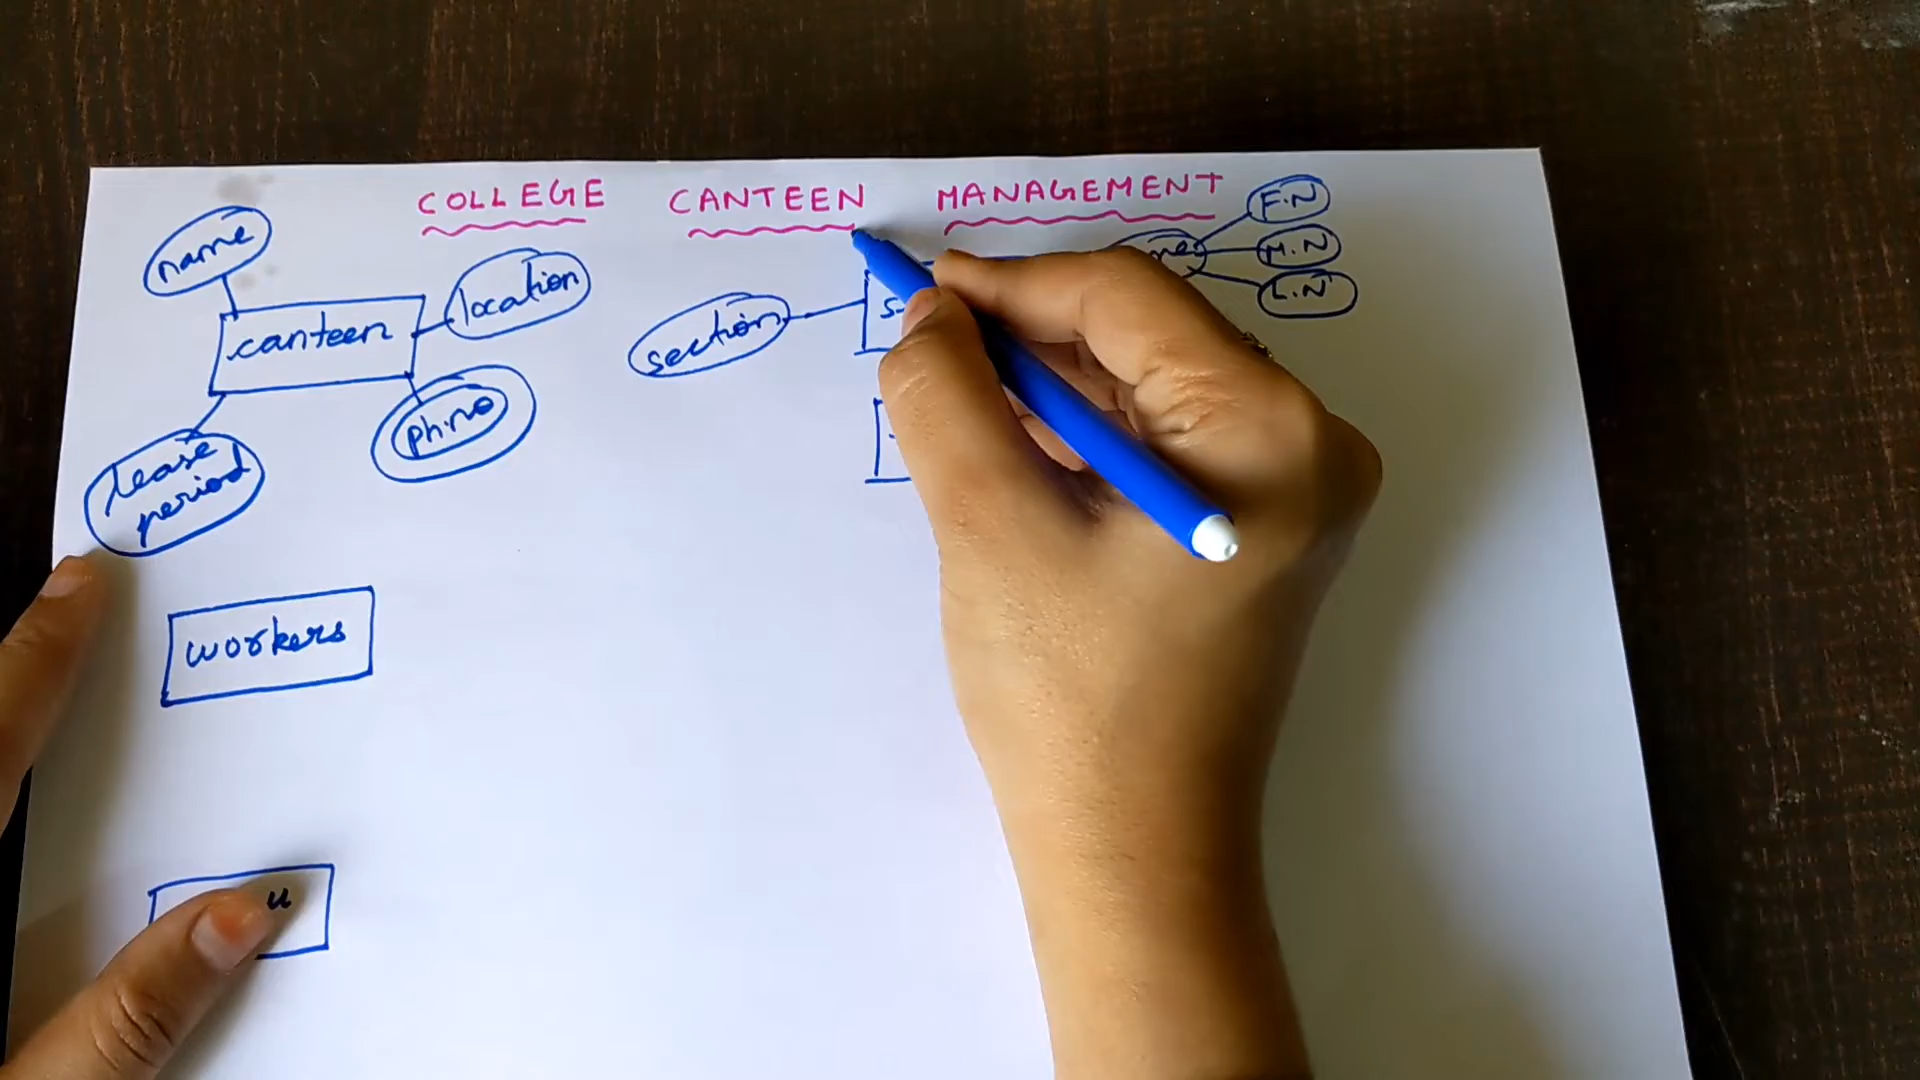 COLLEGE CANTEEN MANAGEMENT
F.N
name
M.N
location
L.N
canteen
section
ph.no
lease
period
workers